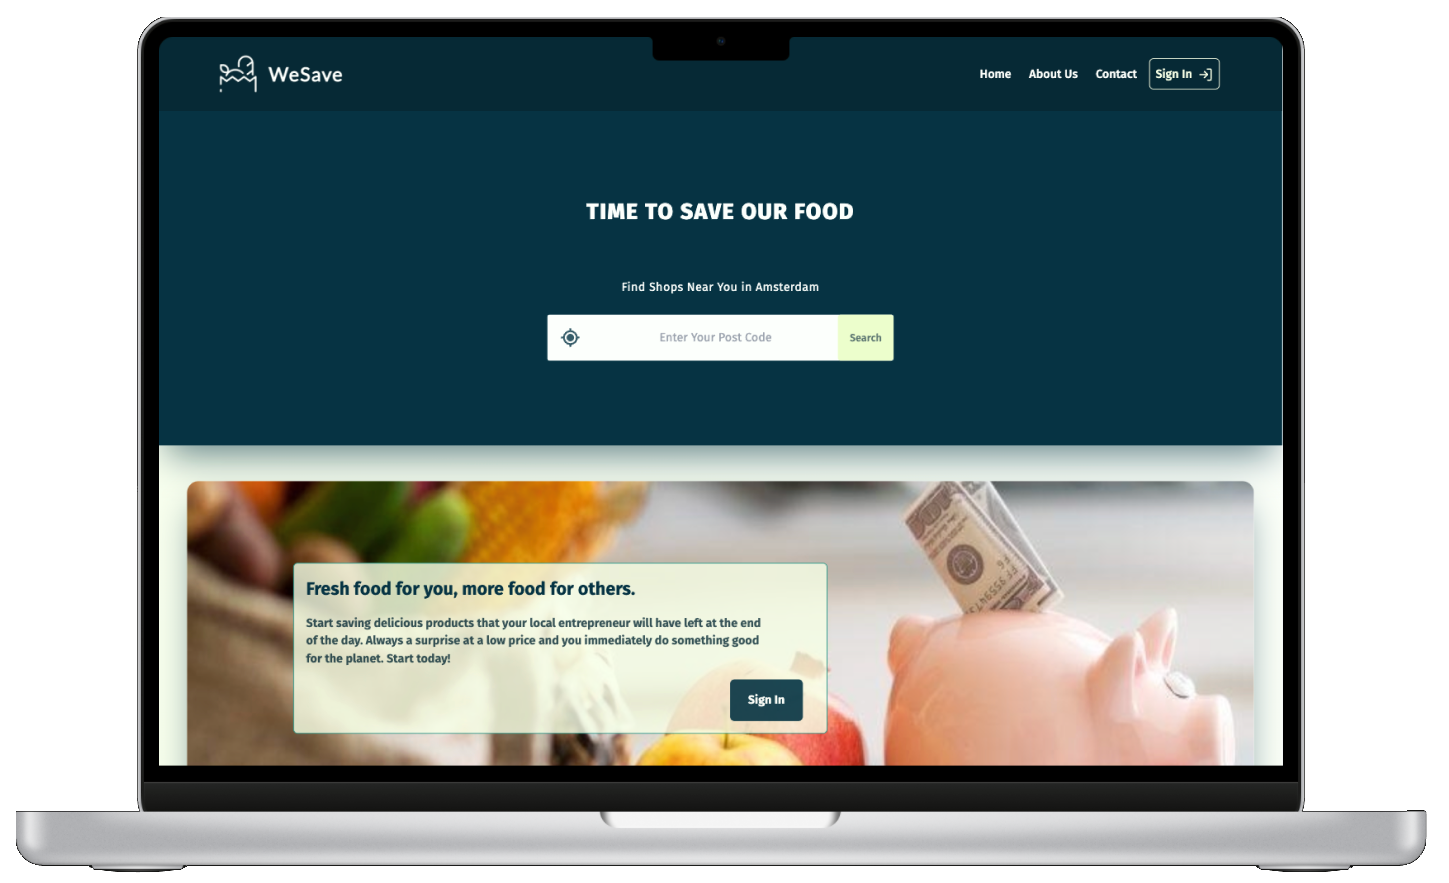 WeSave
Home About Us Contact Sign In
TIME TO SAVE OUR FOOD
Find Shops Near You in Amsterdam
Enter Your Post Code Search
Fresh food for you, more food for others.
Start saving delicious products that your local entrepreneur will have left at the end
of the day. Always a surprise at a low price and you immediately do something good
for the planet. Start today!
Sign In